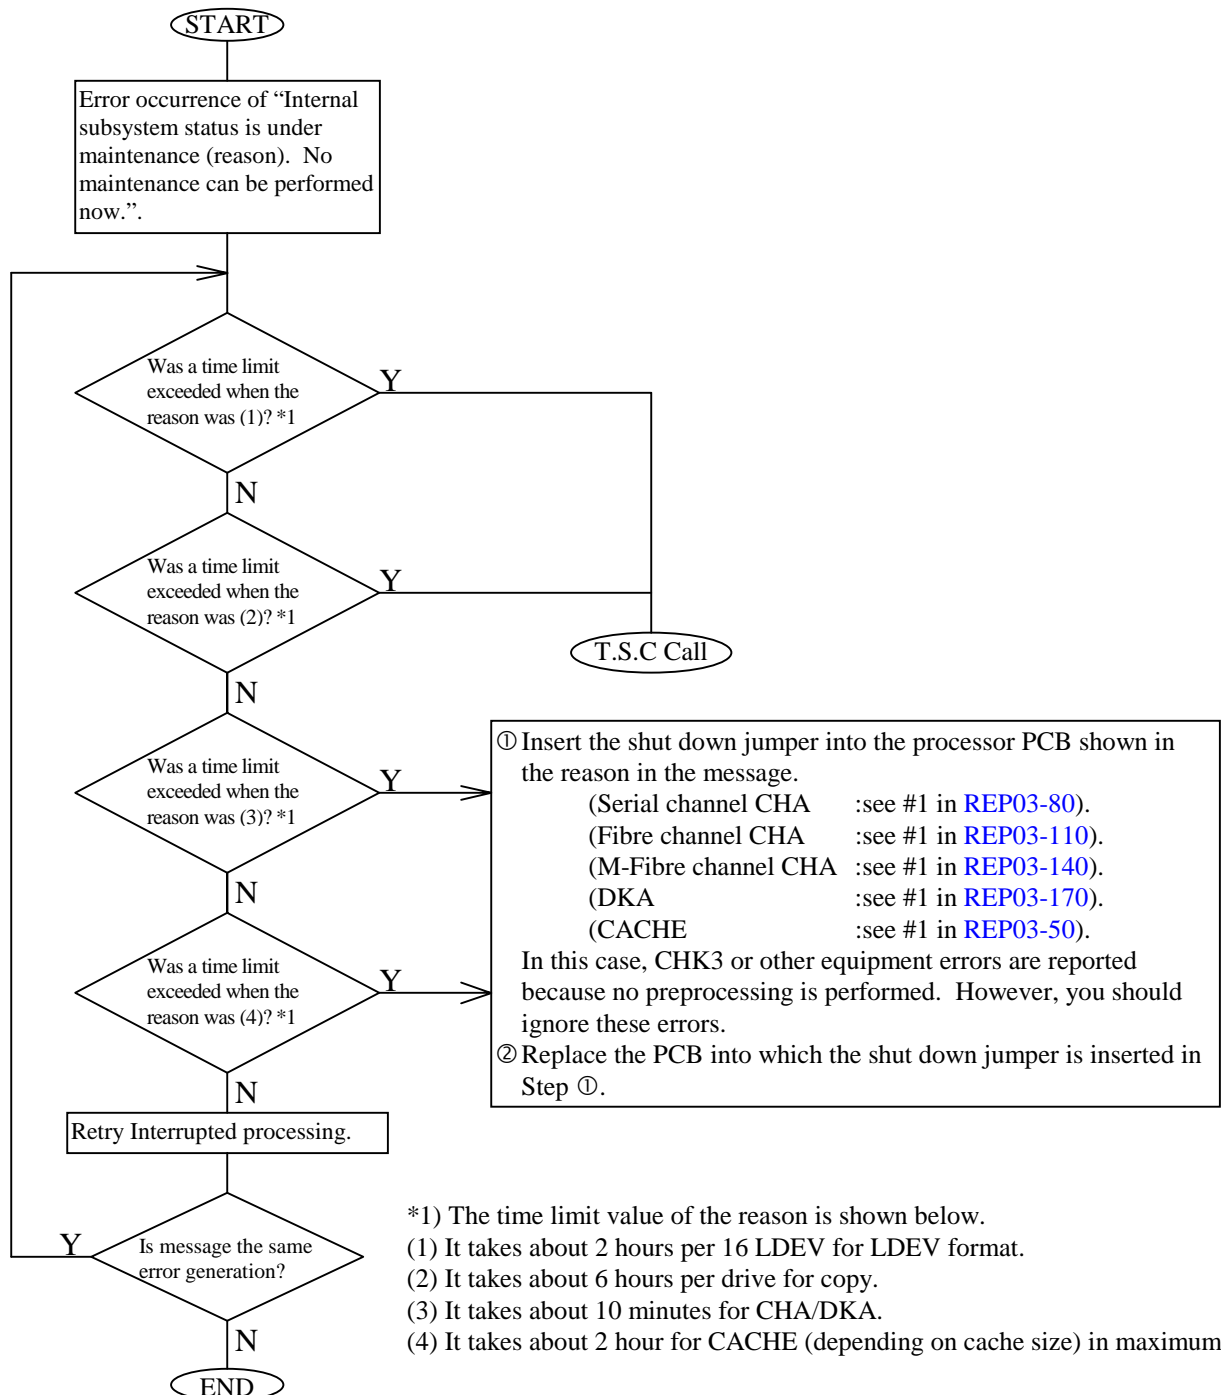 START
Error occurrence of “Internal
subsystem status is under
maintenance (reason).  No
maintenance can be performed
now.”.
Was a time limit
exceeded when the
reason was (1)? *1
Y
N
Was a time limit
exceeded when the
reason was (2)? *1
Y
T.S.C Call
N
Was a time limit
exceeded when the
reason was (3)? *1
Y
N
Was a time limit
exceeded when the
reason was (4)? *1
Y
N
① Insert the shut down jumper into the processor PCB shown in
the reason in the message.
(Serial channel CHA :see #1 in REP03-80).
(Fibre channel CHA :see #1 in REP03-110).
(M-Fibre channel CHA :see #1 in REP03-140).
(DKA :see #1 in REP03-170).
(CACHE :see #1 in REP03-50).
In this case, CHK3 or other equipment errors are reported
because no preprocessing is performed.  However, you should
ignore these errors.
② Replace the PCB into which the shut down jumper is inserted in
Step ①.
Retry Interrupted processing.
Is message the same
error generation?
Y
N
END
*1) The time limit value of the reason is shown below.
(1) It takes about 2 hours per 16 LDEV for LDEV format.
(2) It takes about 6 hours per drive for copy.
(3) It takes about 10 minutes for CHA/DKA.
(4) It takes about 2 hour for CACHE (depending on cache size) in maximum